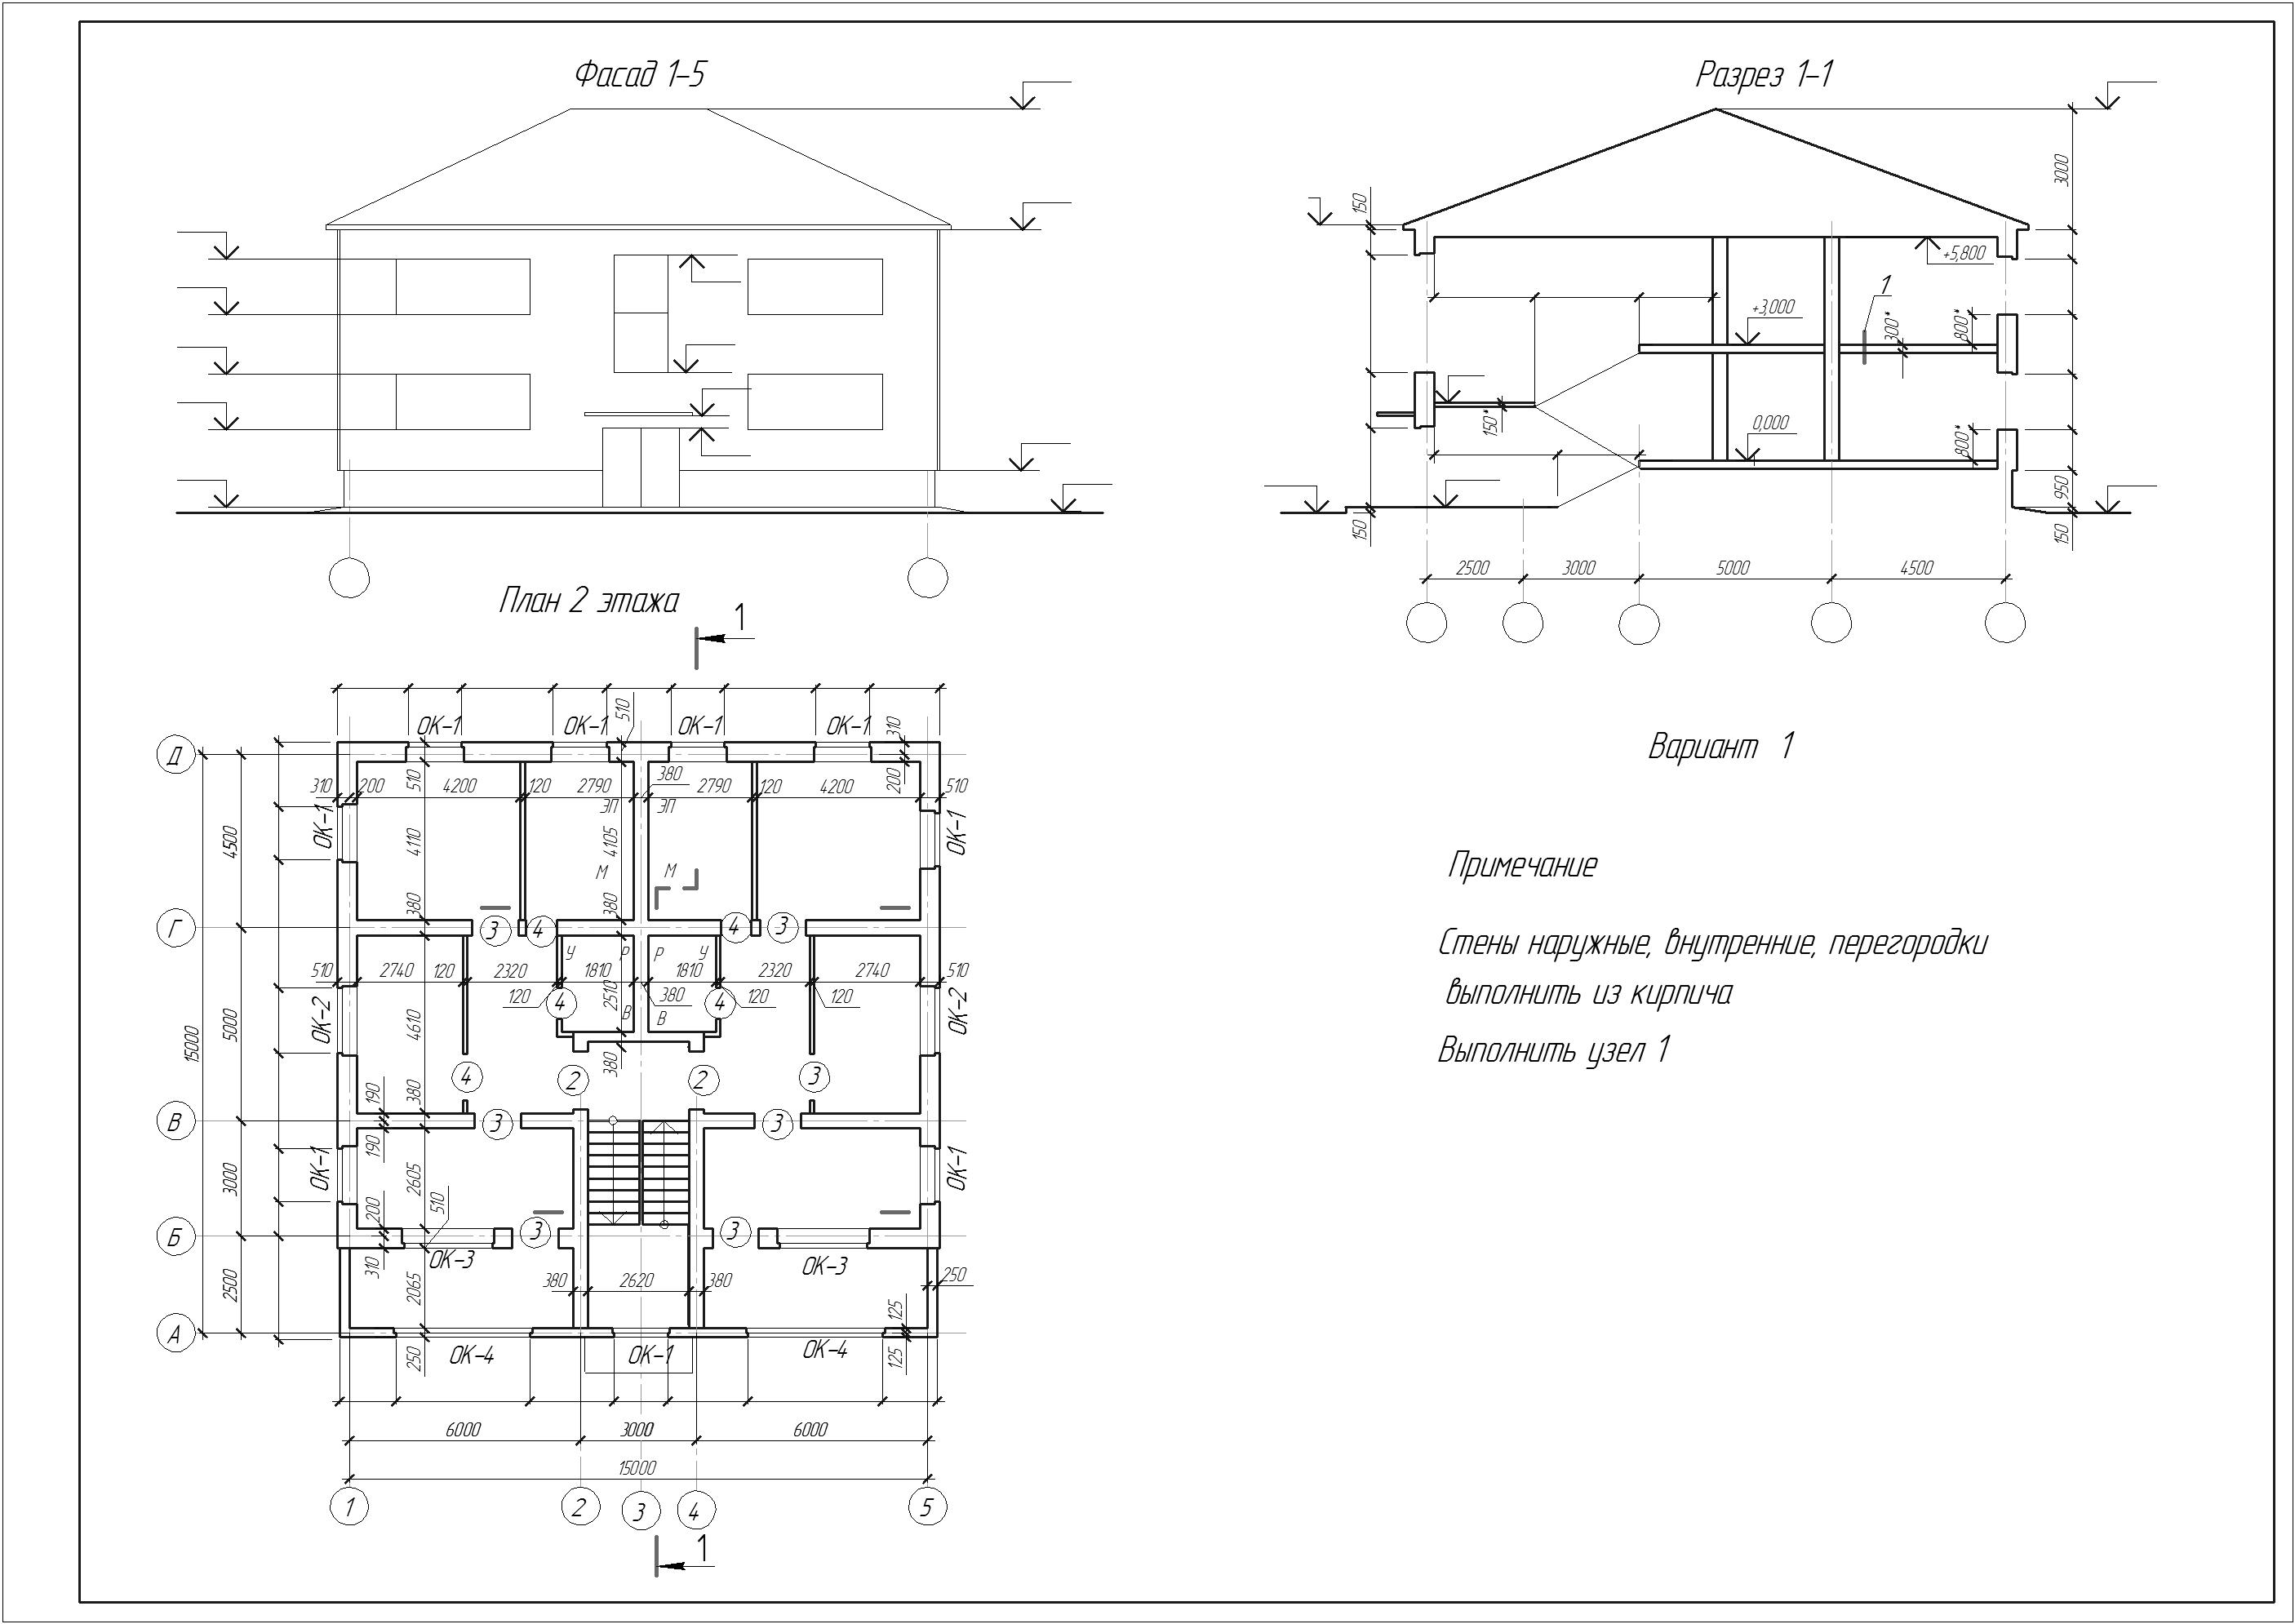 Фасад 1-5
Разрез 1-1
150
3000
+5,800
1
+3,000
300*
800*
150*
0,000
800*
950
150
150
2500 3000 5000 4500
План 2 этажа
1
510
ОК-1 ОК-1 ОК-1 ОК-1
310
Д
310 200 4200 120 2790 380 2790 120 4200 510
510
200
ЭП ЭП
ОК-1
ОК-1
4500
4110
4105
М М
380
380
Г
3 4 4 3
У Р Р У
510 2740 120 2320 1810 1810 2320 2740 510
120 4 2510 380 4 120 120
В В
ОК-2
ОК-2
15000
5000
4610
380
4 2 2 3
190
380
В
3 3
190
ОК-1
ОК-1
3000
2605
510
200
Б
3 3
310
ОК-3 ОК-3
2500
2065
380 2620 380
250
125
А
250
125
ОК-4 ОК-1 ОК-4
6000 3000 6000
15000
1 2 3 4 5
1
Вариант 1
Примечание
Стены наружные, внутренние, перегородки
выполнить из кирпича
Выполнить узел 1